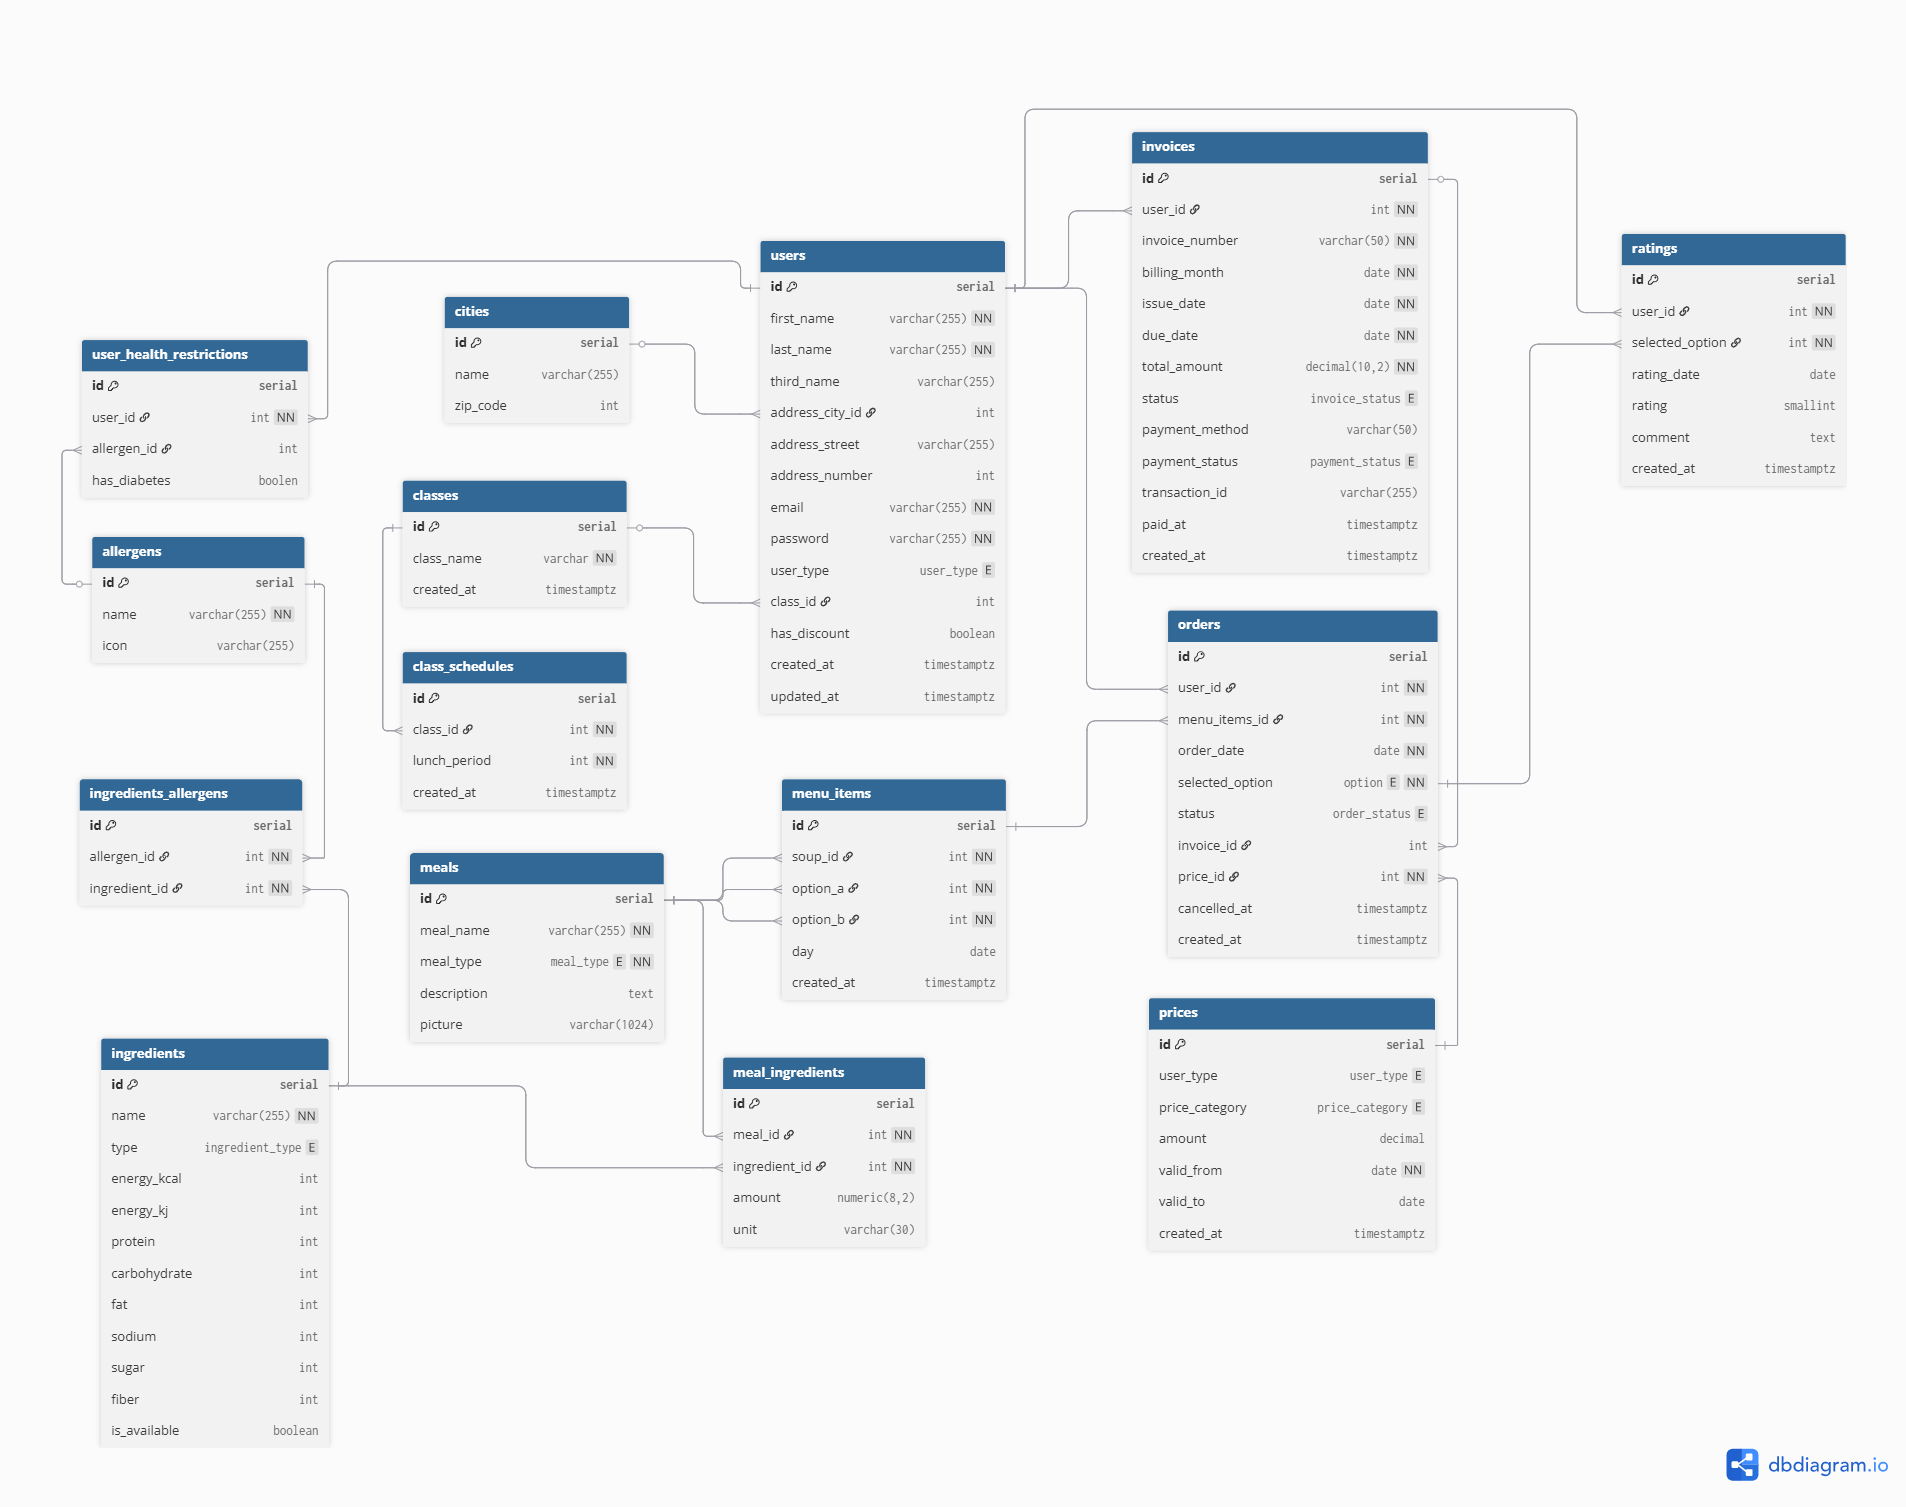 invoices
id serial
user_id int NN
invoice_number varchar(50) NN
billing_month date NN
issue_date date NN
due_date date NN
total_amount decimal(10,2) NN
status invoice_status E
payment_method varchar(50)
payment_status payment_status E
transaction_id varchar(255)
paid_at timestamptz
created_at timestamptz
ratings
id serial
user_id int NN
selected_option int NN
rating_date date
rating smallint
comment text
created_at timestamptz
users
id serial
first_name varchar(255) NN
last_name varchar(255) NN
third_name varchar(255)
address_city_id int
address_street varchar(255)
address_number int
email varchar(255) NN
password varchar(255) NN
user_type user_type E
class_id int
has_discount boolean
created_at timestamptz
updated_at timestamptz
cities
id serial
name varchar(255)
zip_code int
user_health_restrictions
id serial
user_id int NN
allergen_id int
has_diabetes boolen
classes
id serial
class_name varchar NN
created_at timestamptz
allergens
id serial
name varchar(255) NN
icon varchar(255)
class_schedules
id serial
class_id int NN
lunch_period int NN
created_at timestamptz
orders
id serial
user_id int NN
menu_items_id int NN
order_date date NN
selected_option option E NN
status order_status E
invoice_id int
price_id int NN
cancelled_at timestamptz
created_at timestamptz
ingredients_allergens
id serial
allergen_id int NN
ingredient_id int NN
menu_items
id serial
soup_id int NN
option_a int NN
option_b int NN
day date
created_at timestamptz
meals
id serial
meal_name varchar(255) NN
meal_type meal_type E NN
description text
picture varchar(1024)
prices
id serial
user_type user_type E
price_category price_category E
amount decimal
valid_from date NN
valid_to date
created_at timestamptz
ingredients
id serial
name varchar(255) NN
type ingredient_type E
energy_kcal int
energy_kj int
protein int
carbohydrate int
fat int
sodium int
sugar int
fiber int
is_available boolean
meal_ingredients
id serial
meal_id int NN
ingredient_id int NN
amount numeric(8,2)
unit varchar(30)
dbdiagram.io